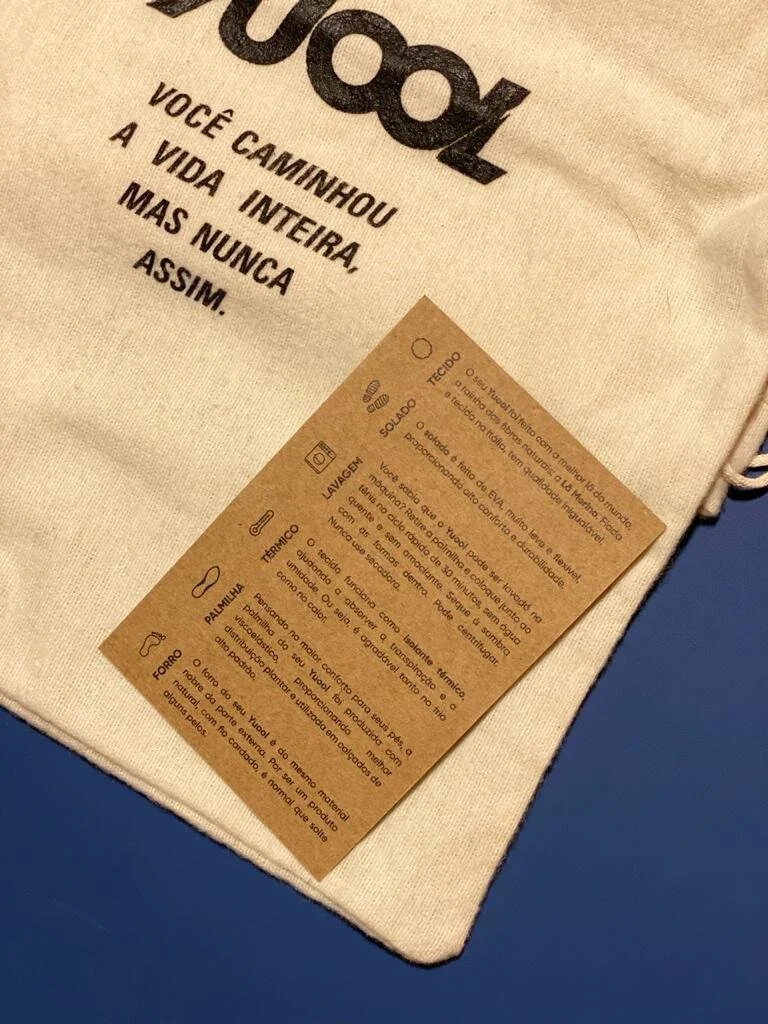 YUOOL
VOCÊ CAMINHOU
A VIDA INTEIRA,
MAS NUNCA
ASSIM.
TECIDO
O seu Yuool foi feito com a melhor lã do mundo,
a rainha das fibras naturais: a Lã Merino. Fiada
e tecida na Itália, tem qualidade inigualável.
SOLADO
O solado é feito de EVA, muito leve e flexível,
proporcionando alto conforto e durabilidade.
LAVAGEM
Você sabia que o Yuool pode ser lavado na
máquina? Retire a palmilha e coloque junto ao
tênis no ciclo rápido de 30 minutos, sem água
quente e sem amaciante. Seque à sombra
com as formas dentro. Pode centrifugar.
Nunca use secadora.
TÉRMICO
O tecido funciona como isolante térmico,
ajudando a absorver a transpiração e a
umidade. Ou seja, é agradável tanto no frio
como no calor.
PALMILHA
Pensando no maior conforto para seus pés, a
palmilha do seu Yuool foi produzida com
viscoelástico, proporcionando melhor
distribuição plantar e utilizada em calçados de
alto padrão.
FORRO
O forro do seu Yuool é do mesmo material
nobre da parte externa. Por ser um produto
natural, com fio cardado, é normal que solte
alguns pelos.